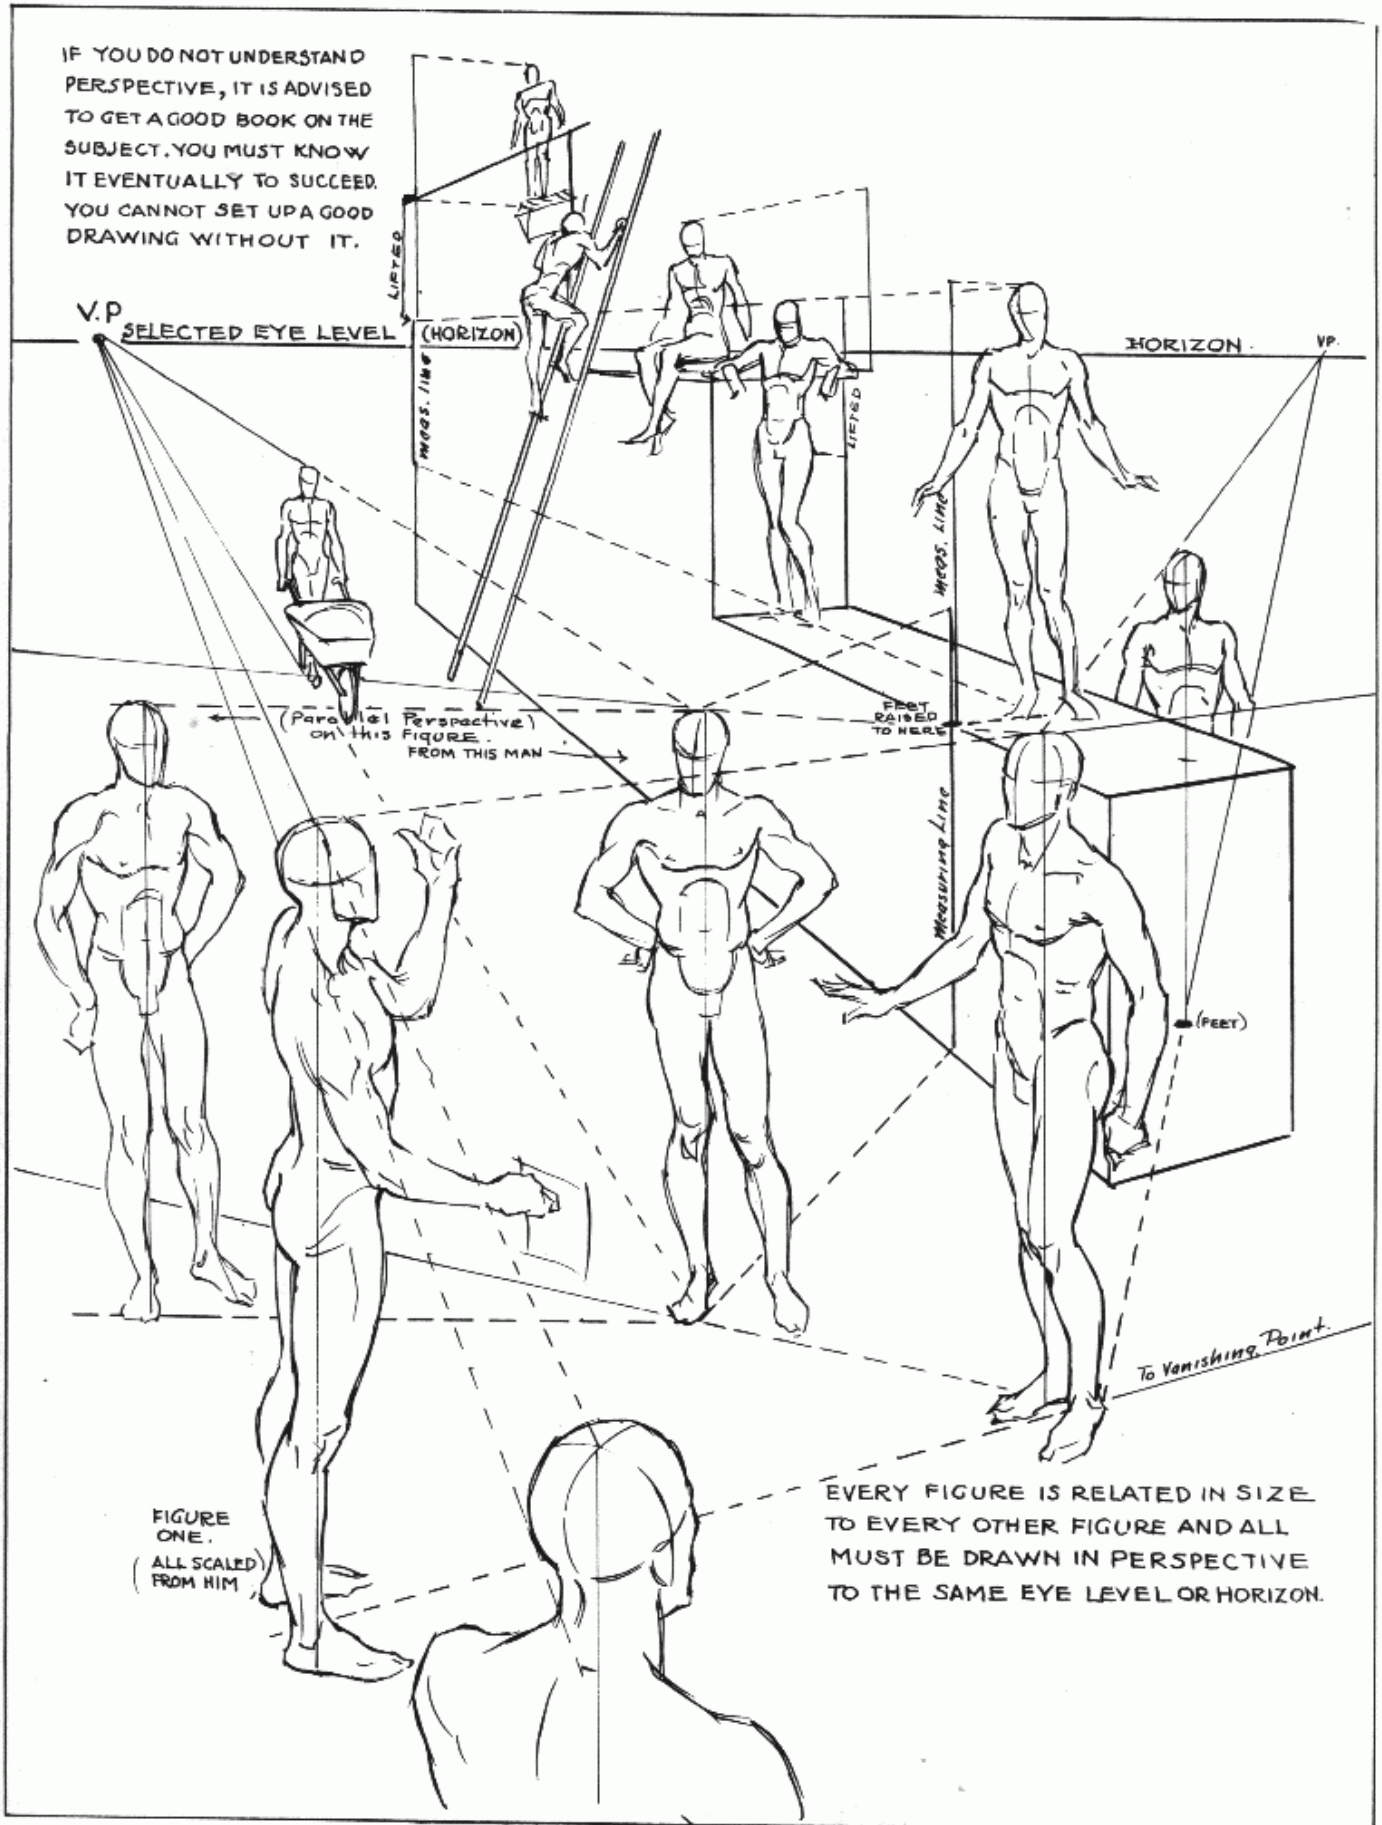 IF YOU DO NOT UNDERSTAND
PERSPECTIVE, IT IS ADVISED
TO GET A GOOD BOOK ON THE
SUBJECT. YOU MUST KNOW
IT EVENTUALLY TO SUCCEED.
YOU CANNOT SET UP A GOOD
DRAWING WITHOUT IT.
LIFTED
V.P
SELECTED EYE LEVEL (HORIZON)
HORIZON.
VP.
meas. line
LIFTED
meas. Line
FEET
RAISED
TO HERE
(Parallel Perspective)
on this Figure.
FROM THIS MAN
Measuring Line
(FEET)
To Vanishing Point.
FIGURE
ONE.
(ALL SCALED)
FROM HIM
EVERY FIGURE IS RELATED IN SIZE
TO EVERY OTHER FIGURE AND ALL
MUST BE DRAWN IN PERSPECTIVE
TO THE SAME EYE LEVEL OR HORIZON.